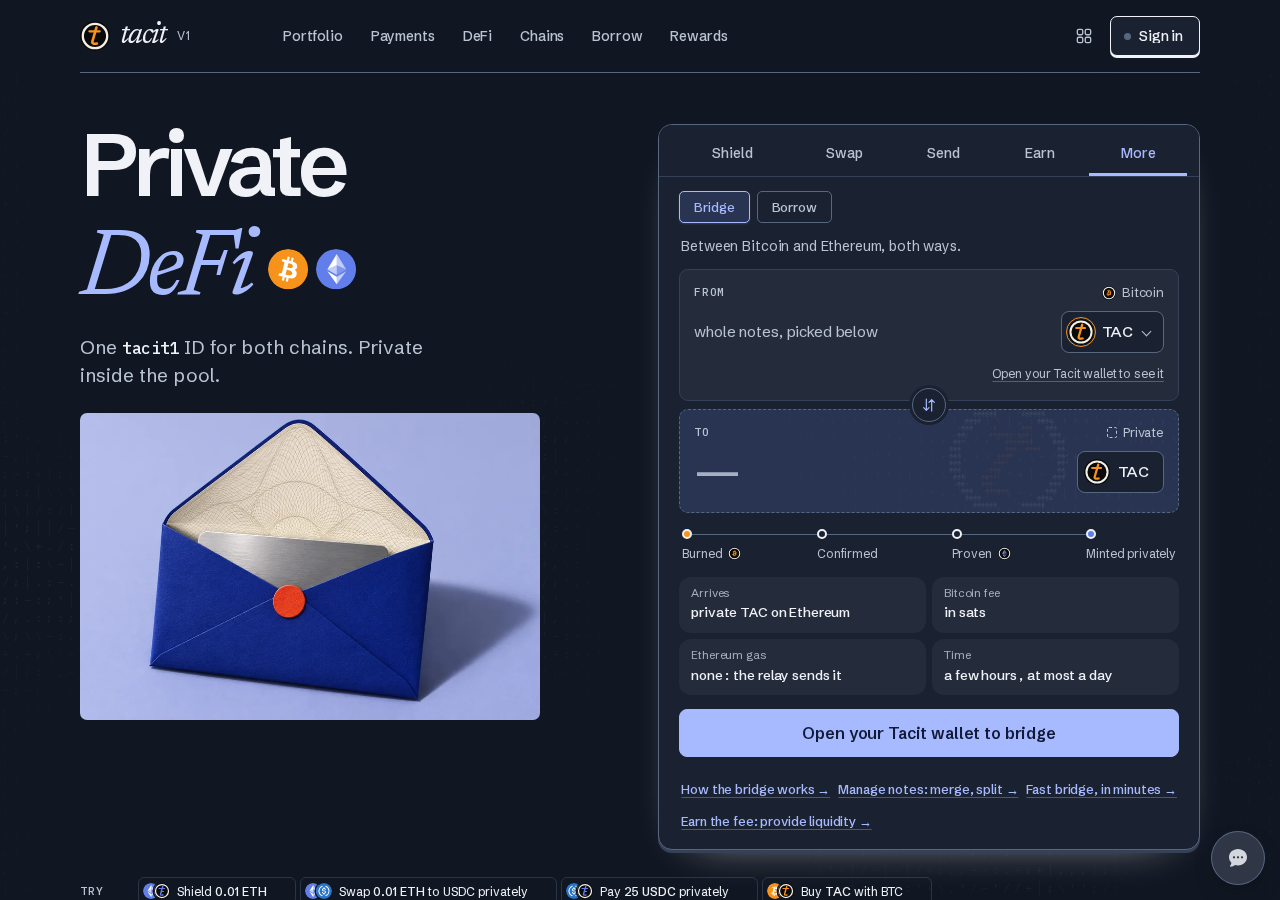 tacit V1 Portfolio Payments DeFi Chains Borrow Rewards Sign in
Private
DeFi
One tacit1 ID for both chains. Private
inside the pool.
Shield Swap Send Earn More
Bridge Borrow
Between Bitcoin and Ethereum, both ways.
FROM Bitcoin
whole notes, picked below TAC
Open your Tacit wallet to see it
TO Private
TAC
Burned Confirmed Proven Minted privately
Arrives
private TAC on Ethereum
Bitcoin fee
in sats
Ethereum gas
none: the relay sends it
Time
a few hours, at most a day
Open your Tacit wallet to bridge
How the bridge works → Manage notes: merge, split → Fast bridge, in minutes →
Earn the fee: provide liquidity →
TRY Shield 0.01 ETH Swap 0.01 ETH to USDC privately Pay 25 USDC privately Buy TAC with BTC